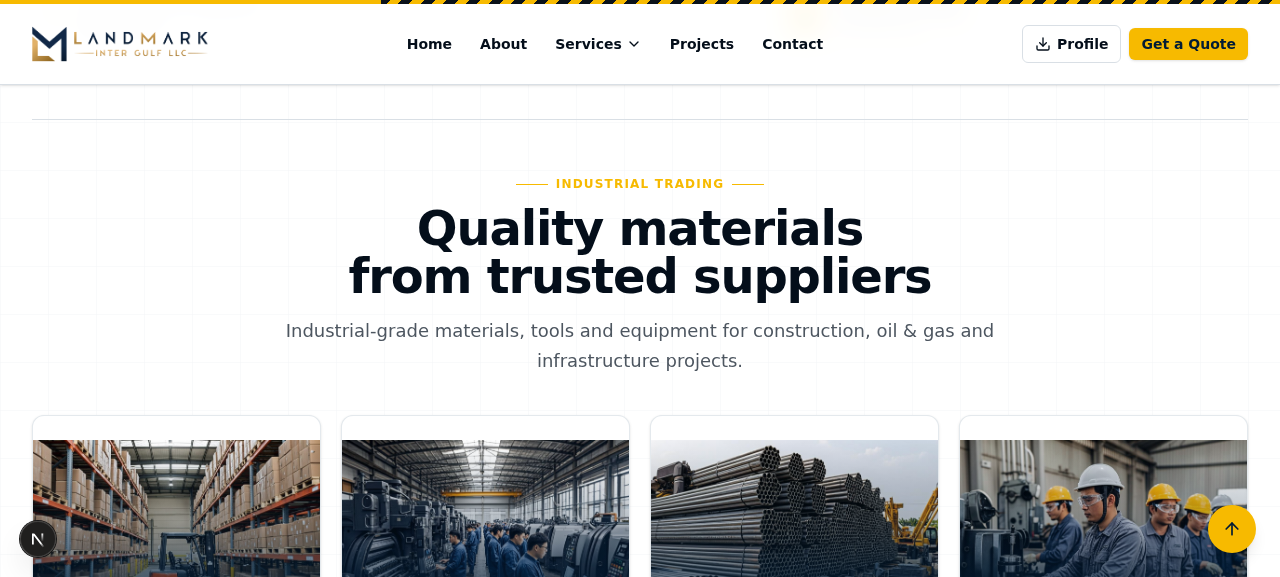 LANDMARK
INTER GULF LLC
Home
About
Services
Projects
Contact
Profile
Get a Quote
INDUSTRIAL TRADING
Quality materials
from trusted suppliers
Industrial-grade materials, tools and equipment for construction, oil & gas and
infrastructure projects.
N